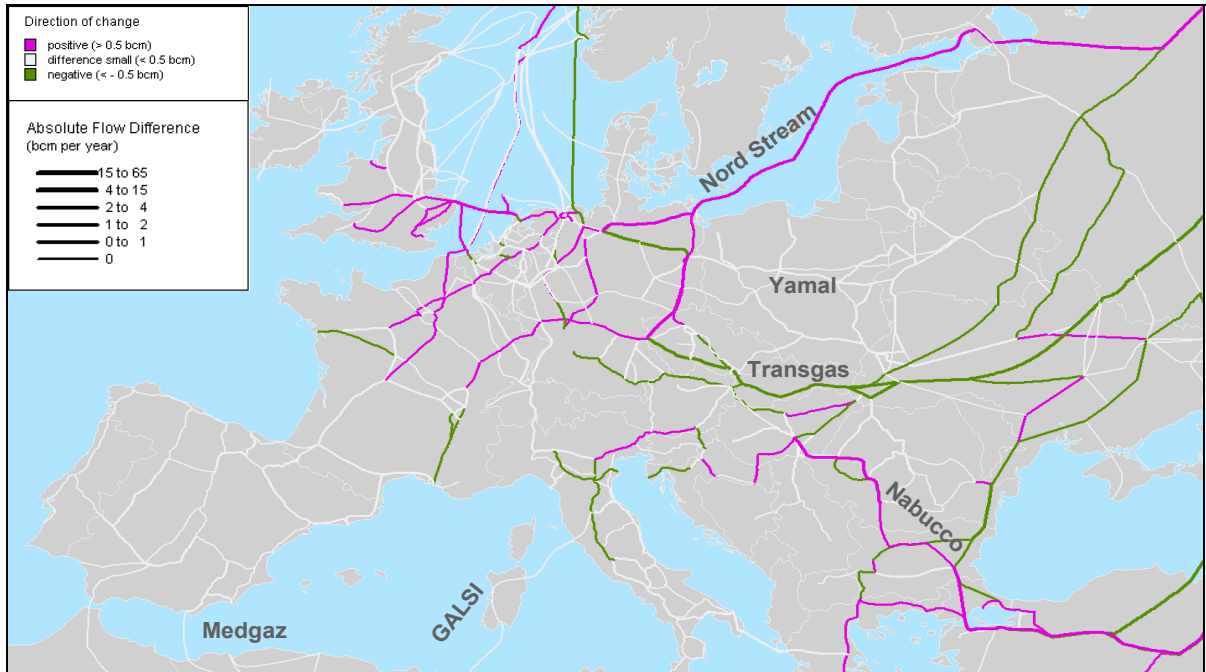 Direction of change
positive (> 0.5 bcm)
difference small (< 0.5 bcm)
negative (< - 0.5 bcm)
Absolute Flow Difference
(bcm per year)
15 to 65
4 to 15
2 to 4
1 to 2
0 to 1
0
Nord Stream
Yamal
Transgas
Nabucco
GALSI
Medgaz